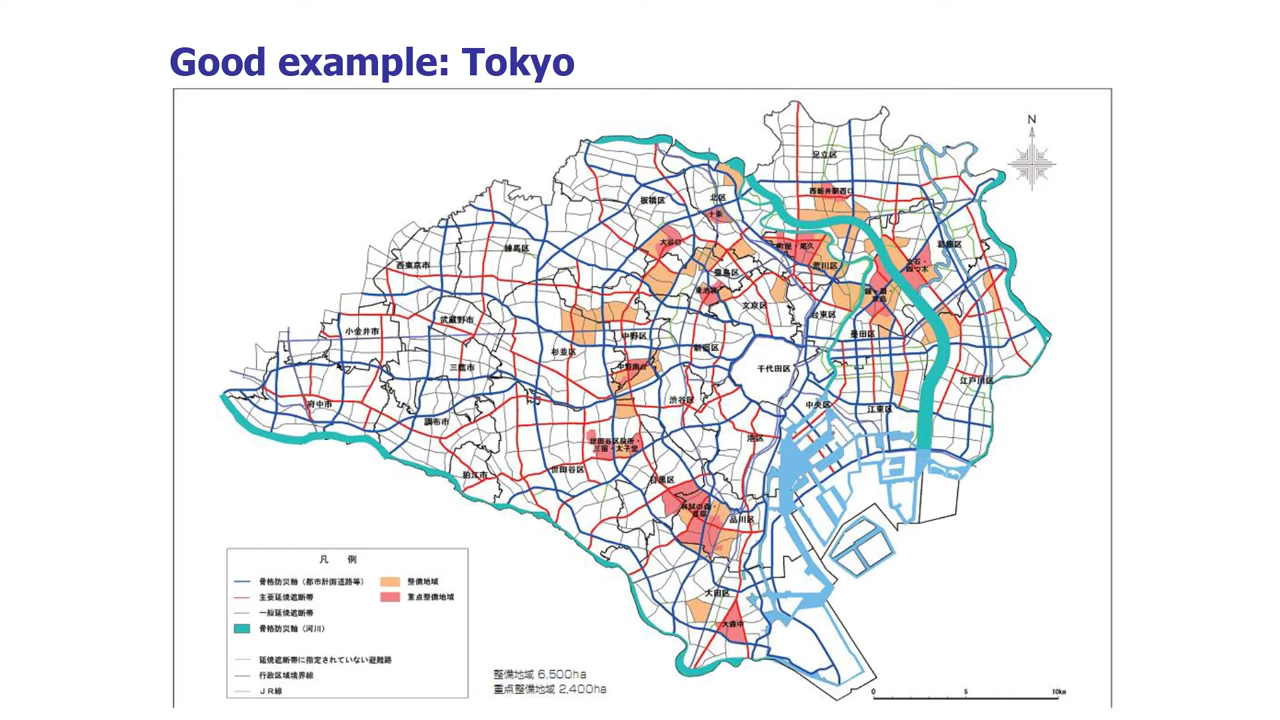 Good example: Tokyo
N
足立区
西新井駅西口
北区
十条
板橋区
大谷口
町屋・尾久
葛飾区
練馬区
西東京市
荒川区
豊島区
東池袋
文京区
台東区
墨田区
武蔵野市
小金井市
中野区
新宿区
杉並区
三鷹市
中野南台
千代田区
江戸川区
渋谷区
中央区
江東区
府中市
調布市
港区
世田谷区役所・
三宿・太子堂
世田谷区
狛江市
目黒区
林試の森・
品川区
大田区
大森中
凡 例
骨格防災軸（都市計画道路等）
整備地域
主要延焼遮断帯
重点整備地域
一般延焼遮断帯
骨格防災軸（河川）
延焼遮断帯に指定されていない避難路
行政区域境界線
ＪＲ線
整備地域 6,500ha
重点整備地域 2,400ha
0 5 10km